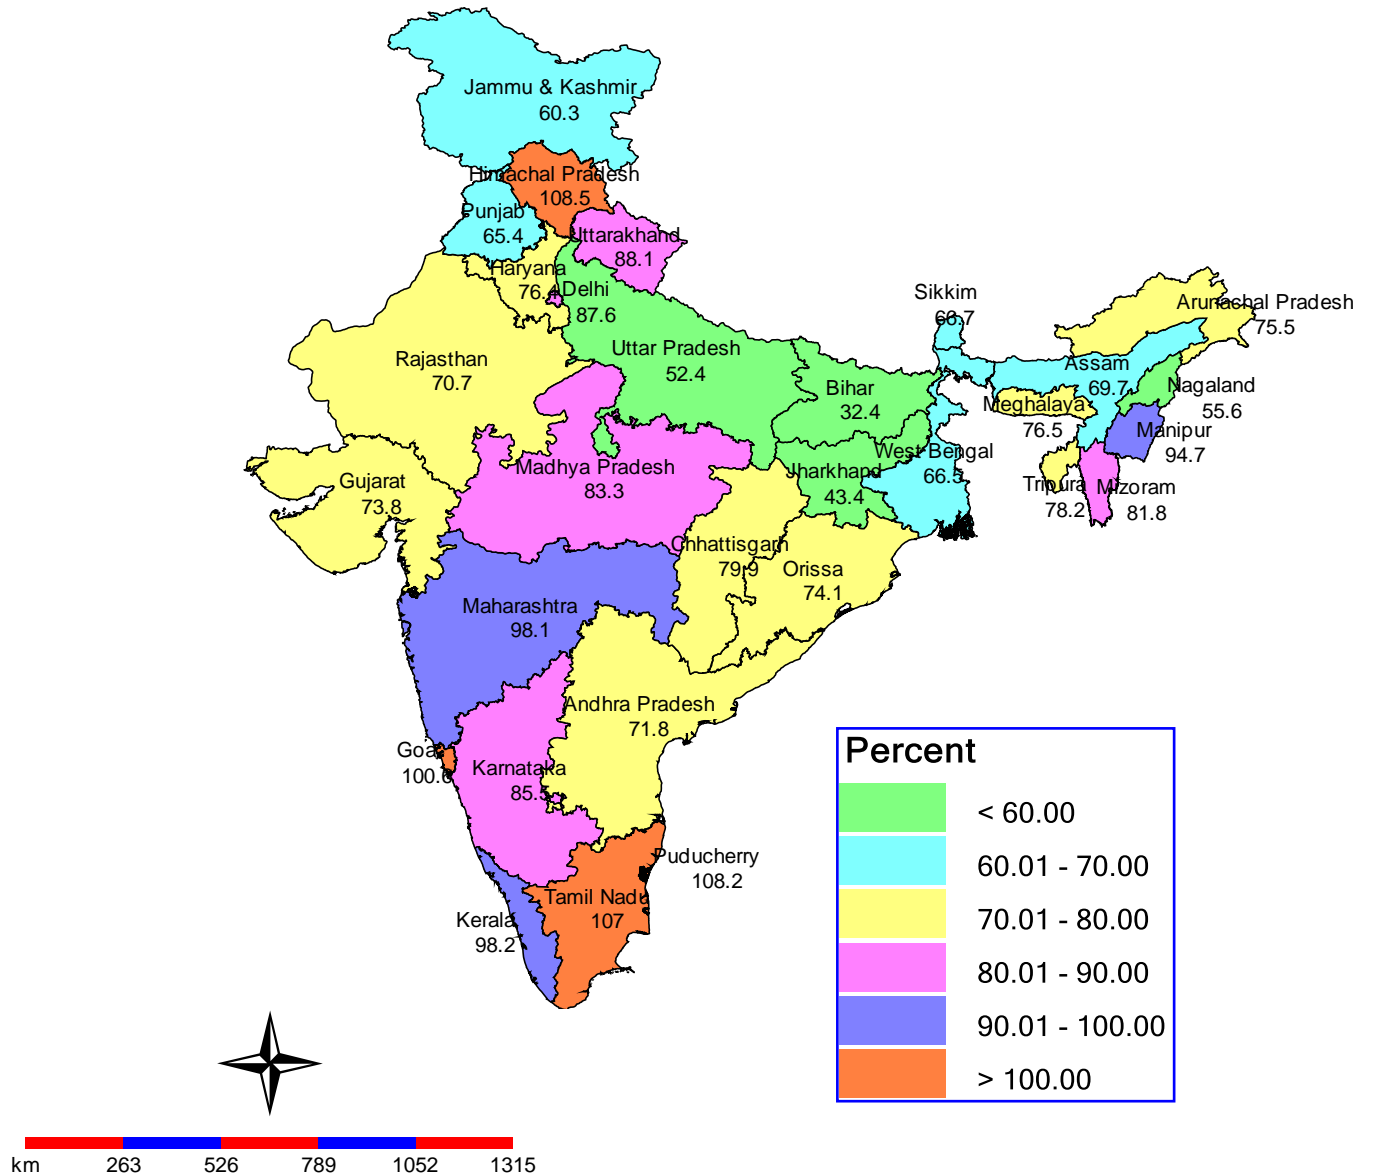 Jammu & Kashmir
60.3
Himachal Pradesh
108.5
Punjab
65.4
Uttarakhand
88.1
Haryana
76.4
Delhi
87.6
Sikkim
66.7
Arunachal Pradesh
75.5
Rajasthan
70.7
Uttar Pradesh
52.4
Bihar
32.4
Assam
69.7
Nagaland
55.6
Meghalaya
76.5
Manipur
94.7
West Bengal
66.5
Jharkhand
43.4
Madhya Pradesh
83.3
Gujarat
73.8
Tripura
78.2
Mizoram
81.8
Chhattisgarh
79.9
Orissa
74.1
Maharashtra
98.1
Andhra Pradesh
71.8
Goa
100.6
Karnataka
85.5
Puducherry
108.2
Tamil Nadu
107
Kerala
98.2
Percent
< 60.00
60.01 - 70.00
70.01 - 80.00
80.01 - 90.00
90.01 - 100.00
> 100.00
km 263 526 789 1052 1315